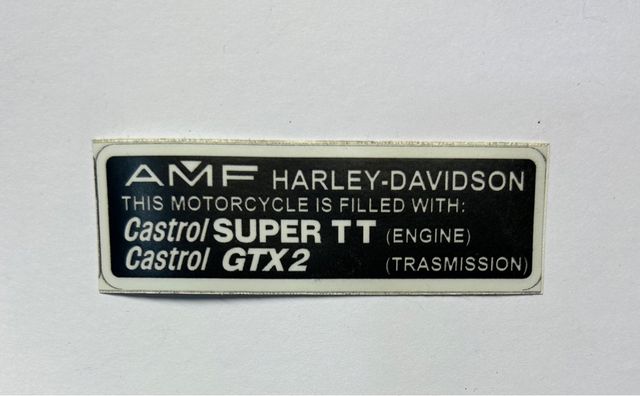 AMF HARLEY-DAVIDSON
THIS MOTORCYCLE IS FILLED WITH:
Castrol SUPER TT (ENGINE)
Castrol GTX2 (TRASMISSION)